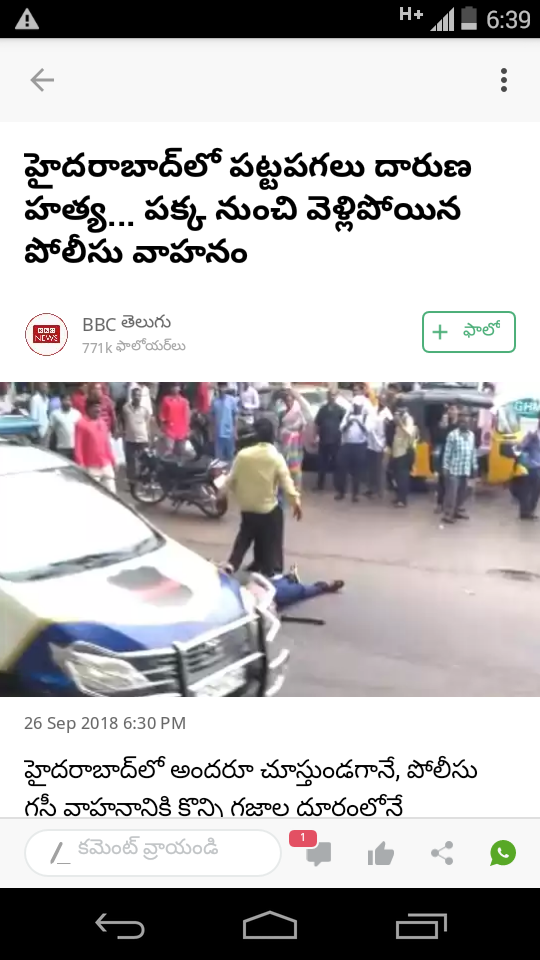 H+ 6:39
హైదరాబాద్‌లో పట్టపగలు దారుణ
హత్య... పక్క నుంచి వెళ్లిపోయిన
పోలీసు వాహనం
BBC తెలుగు
771k ఫాలోయర్‌లు
BBC
NEWS
+ ఫాలో
GHM
26 Sep 2018 6:30 PM
హైదరాబాద్‌లో అందరూ చూస్తుండగానే, పోలీసు
గస్తీ వాహనానికి కొన్ని గజాల దూరంలోనే
కమెంట్ వ్రాయండి
1